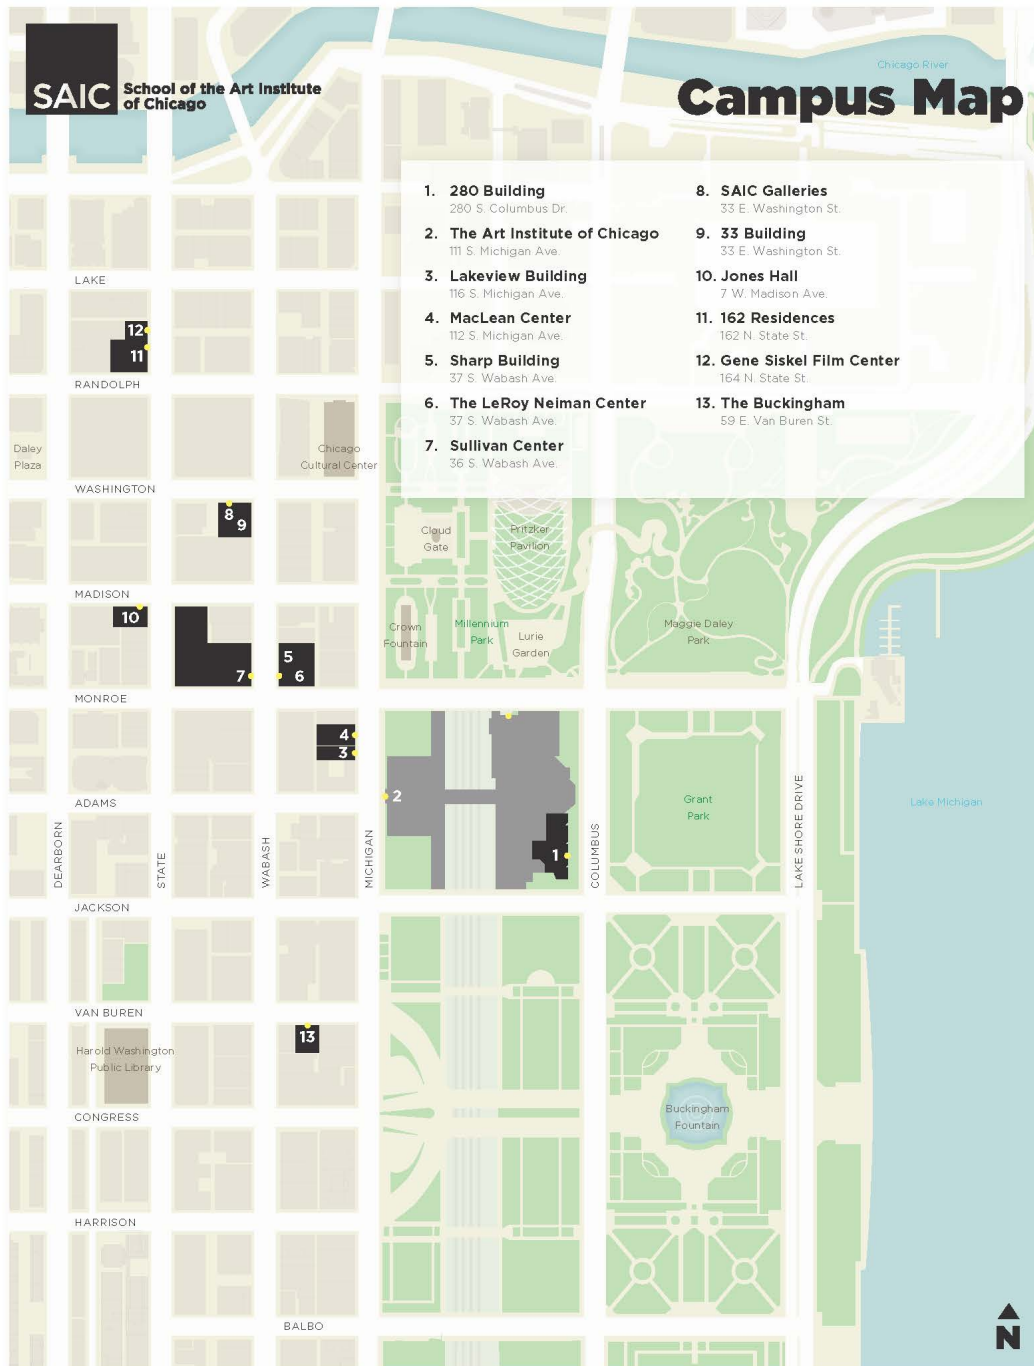 SAIC
School of the Art Institute
of Chicago
Chicago River
Campus Map
1. 280 Building
280 S. Columbus Dr.
2. The Art Institute of Chicago
111 S. Michigan Ave.
3. Lakeview Building
116 S. Michigan Ave.
4. MacLean Center
112 S. Michigan Ave.
5. Sharp Building
37 S. Wabash Ave.
6. The LeRoy Neiman Center
37 S. Wabash Ave.
7. Sullivan Center
36 S. Wabash Ave.
8. SAIC Galleries
33 E. Washington St.
9. 33 Building
33 E. Washington St.
10. Jones Hall
7 W. Madison Ave.
11. 162 Residences
162 N. State St.
12. Gene Siskel Film Center
164 N. State St.
13. The Buckingham
59 E. Van Buren St.
LAKE
12
11
RANDOLPH
Daley
Plaza
Chicago
Cultural Center
WASHINGTON
8
9
Cloud
Gate
Pritzker
Pavilion
MADISON
10
Crown
Fountain
Millennium
Park
Lurie
Garden
Maggie Daley
Park
5
7
6
MONROE
4
3
2
Grant
Park
Lake Michigan
ADAMS
1
DEARBORN
STATE
WABASH
MICHIGAN
COLUMBUS
LAKE SHORE DRIVE
JACKSON
VAN BUREN
13
Harold Washington
Public Library
Buckingham
Fountain
CONGRESS
HARRISON
BALBO
N